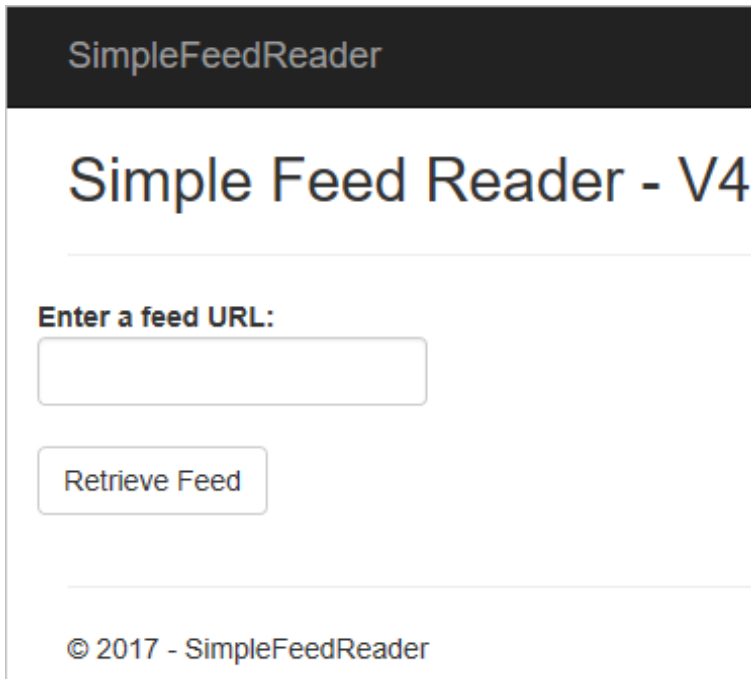 SimpleFeedReader
Simple Feed Reader - V4
Enter a feed URL:
Retrieve Feed
© 2017 - SimpleFeedReader